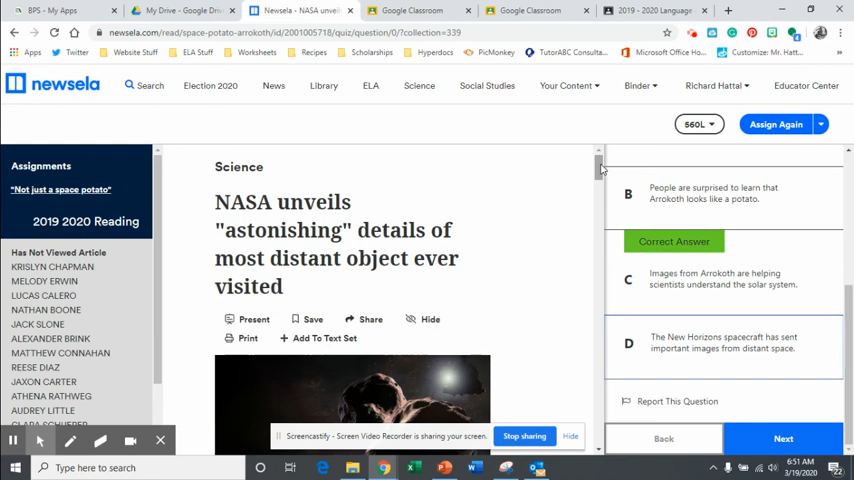 BPS - My Apps
My Drive - Google Driv
Newsela - NASA unveil
Google Classroom
Google Classroom
2019 - 2020 Language
newsela.com/read/space-potato-arrokoth/id/2001005718/quiz/question/0/?collection=339
Apps
Twitter
Website Stuff
ELA Stuff
Worksheets
Recipes
Scholarships
Hyperdocs
PicMonkey
TutorABC Consulta...
Microsoft Office Ho...
Customize: Mr. Hatt...
newsela
Search
Election 2020
News
Library
ELA
Science
Social Studies
Your Content
Binder
Richard Hattal
Educator Center
560L
Assign Again
Assignments
"Not just a space potato"
2019 2020 Reading
Has Not Viewed Article
KRISLYN CHAPMAN
MELODY ERWIN
LUCAS CALERO
NATHAN BOONE
JACK SLONE
ALEXANDER BRINK
MATTHEW CONNAHAN
REESE DIAZ
JAXON CARTER
ATHENA RATHWEG
AUDREY LITTLE
Science
NASA unveils
"astonishing" details of
most distant object ever
visited
Present
Save
Share
Hide
Print
Add To Text Set
B
People are surprised to learn that
Arrokoth looks like a potato.
Correct Answer
C
Images from Arrokoth are helping
scientists understand the solar system.
D
The New Horizons spacecraft has sent
important images from distant space.
Report This Question
Back
Next
Screencastify - Screen Video Recorder is sharing your screen.
Stop sharing
Hide
Type here to search
6:51 AM
3/19/2020
22